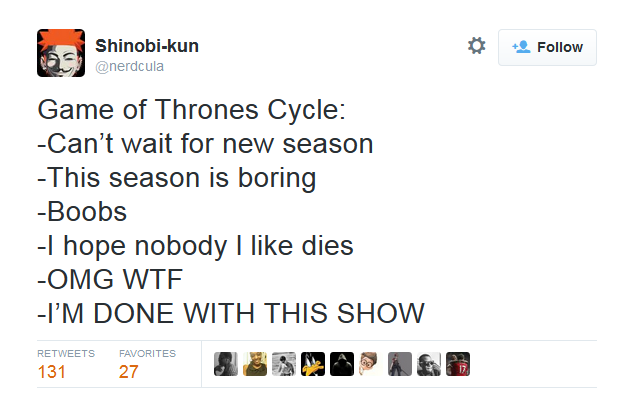 Shinobi-kun
@nerdcula
Follow
Game of Thrones Cycle:
-Can’t wait for new season
-This season is boring
-Boobs
-I hope nobody I like dies
-OMG WTF
-I’M DONE WITH THIS SHOW
RETWEETS FAVORITES
131 27
17